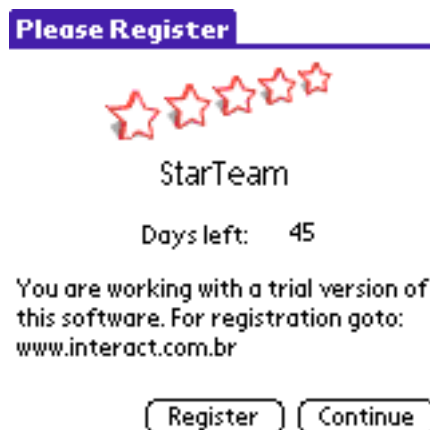 Please Register
StarTeam
Days left: 45
You are working with a trial version of
this software. For registration goto:
www.interact.com.br
Register Continue